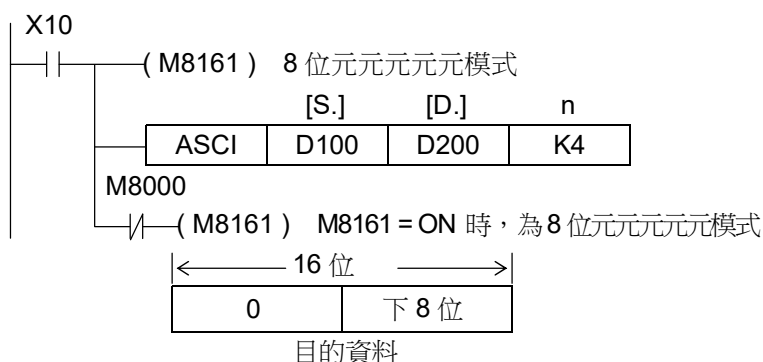 X10
( M8161 ) 8 位元元元元元模式
[S.] [D.] n
ASCI D100 D200 K4
M8000
( M8161 ) M8161 = ON 時，為 8 位元元元元元模式
16 位
0 下 8 位
目的資料